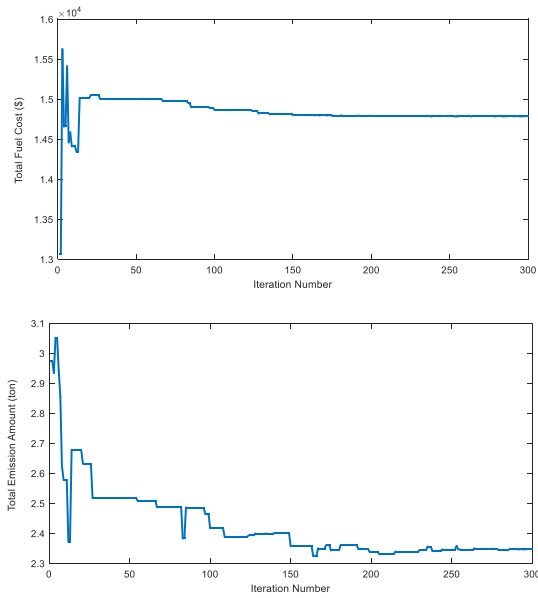 ×10⁴
1.6
1.55
1.5
1.45
1.4
1.35
1.3
Total Fuel Cost ($)
0 50 100 150 200 250 300
Iteration Number
3.1
3
2.9
2.8
2.7
2.6
2.5
2.4
2.3
Total Emission Amount (ton)
0 50 100 150 200 250 300
Iteration Number